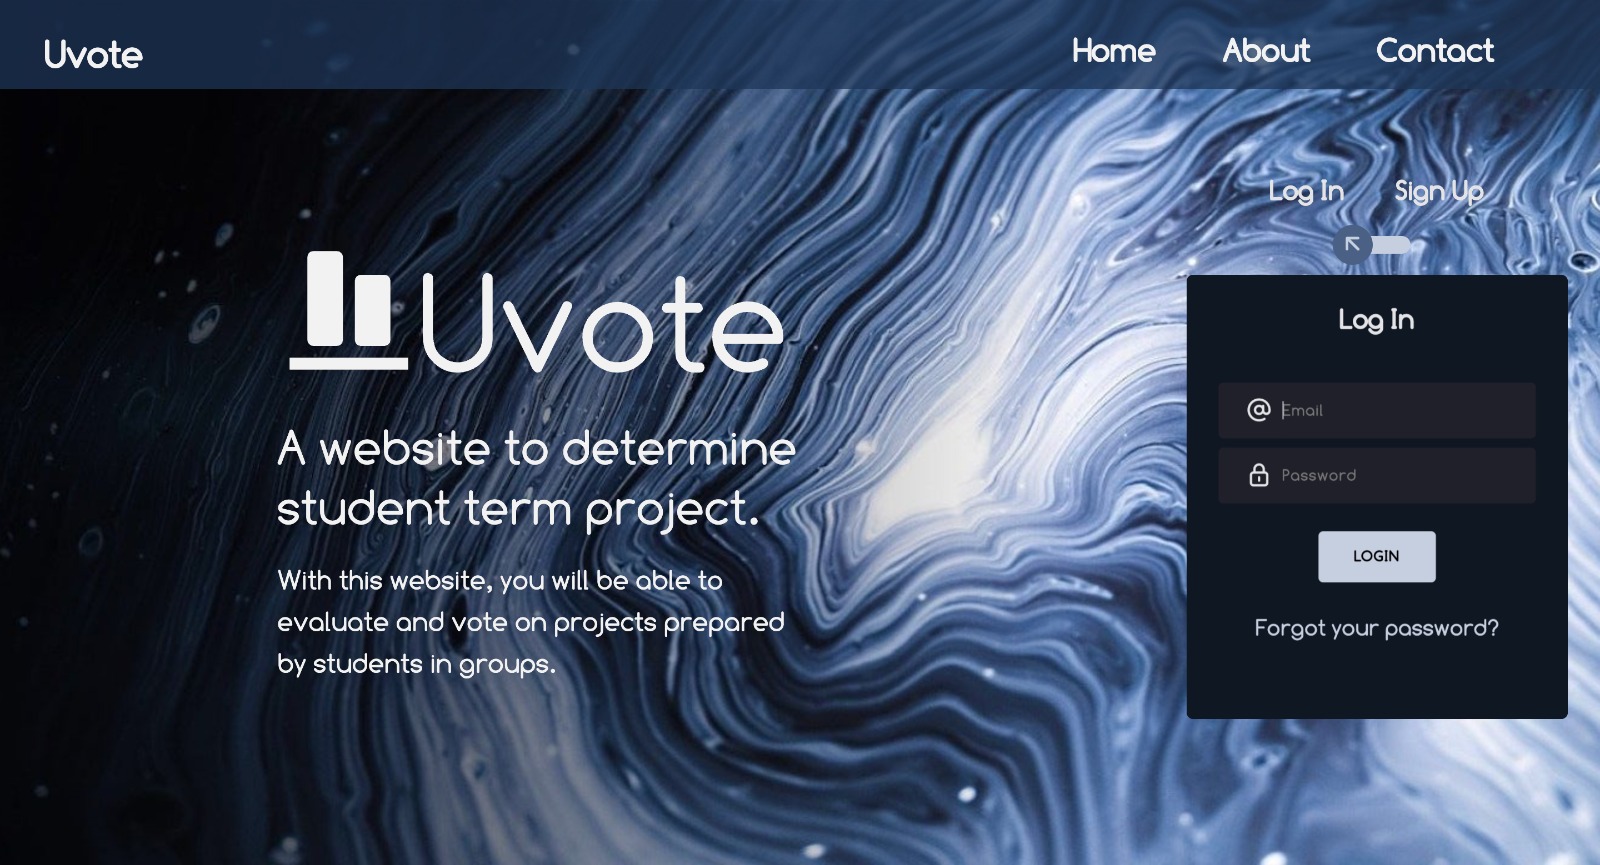 Uvote
Home
About
Contact
Log In
Sign Up
Uvote
A website to determine
student term project.
With this website, you will be able to
evaluate and vote on projects prepared
by students in groups.
Log In
Email
Password
LOGIN
Forgot your password?